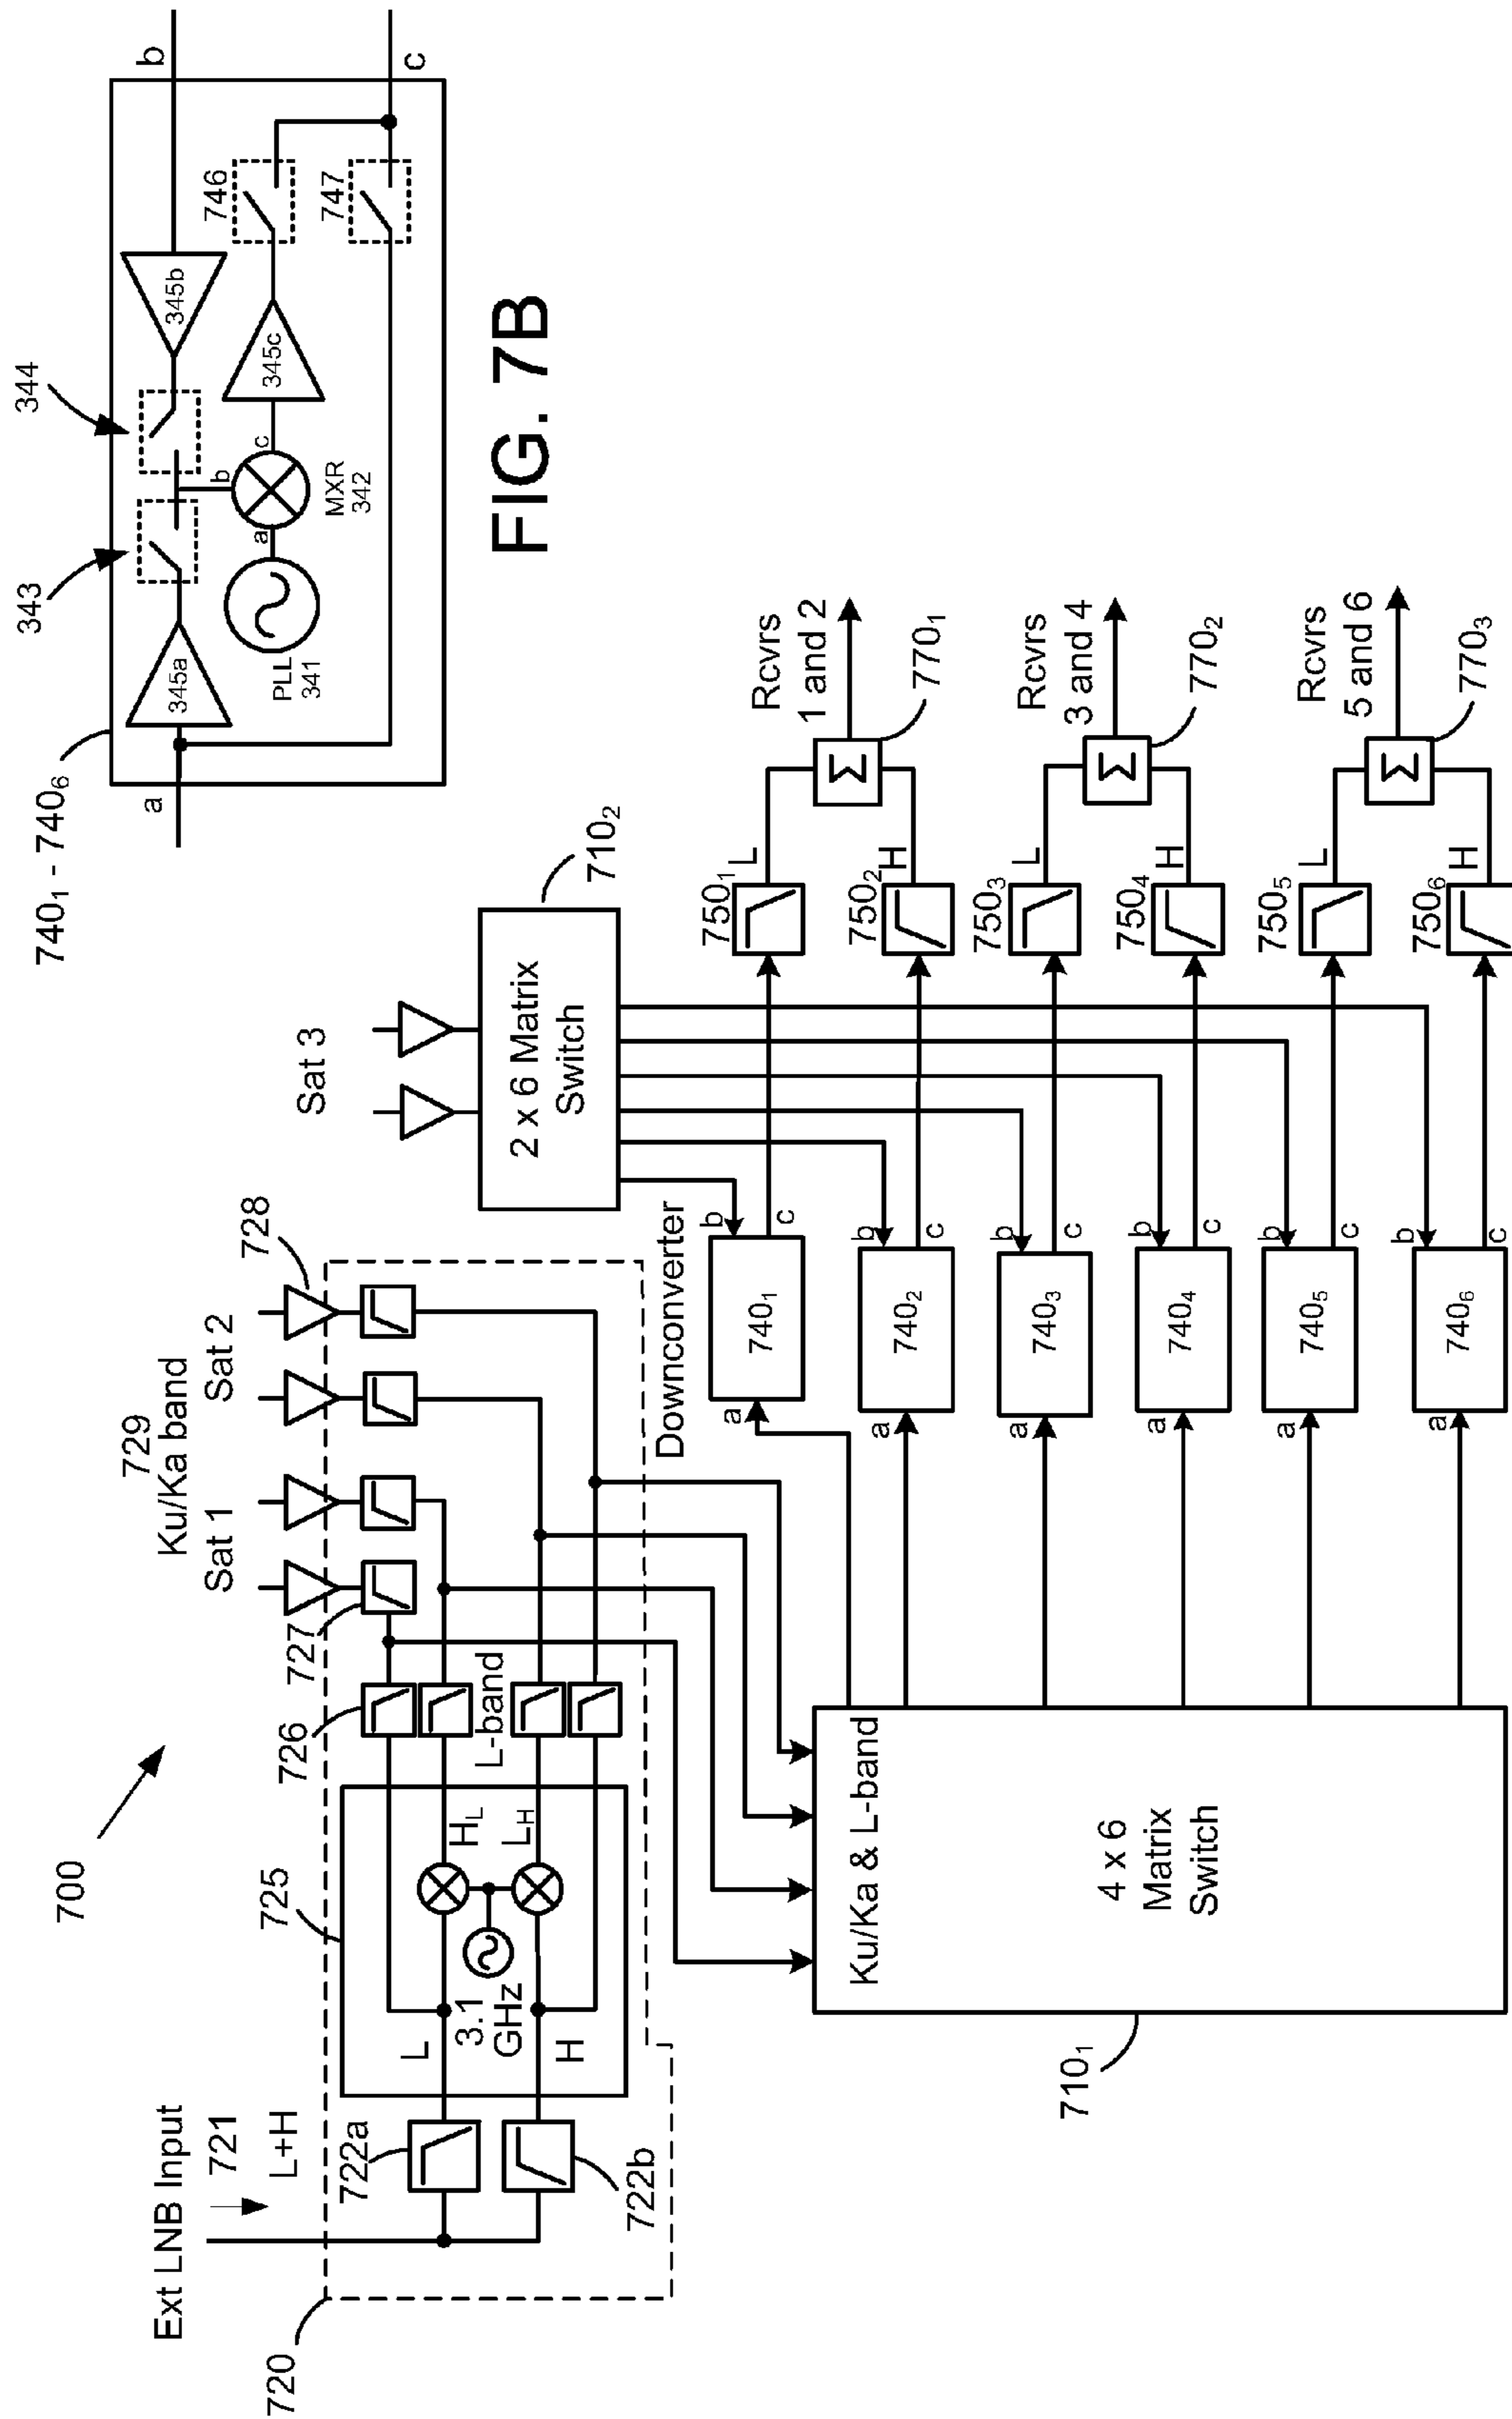 700
Ext LNB Input
721
L+H
720
722a
722b
725
L
3.1
GHz
H
H_L
L_H
726
L-band
727
729
Ku/Ka band
Sat 1
Sat 2
728
Sat 3
2 x 6 Matrix
Switch
710₂
Ku/Ka & L-band
4 x 6
Matrix
Switch
710₁
Downconverter
a
b
c
740₁
a
b
c
740₂
a
b
c
740₃
a
b
c
740₄
a
b
c
740₅
a
b
c
740₆
750₁
L
750₂
H
750₃
L
750₄
H
750₅
L
750₆
H
Σ
Rcvrs
1 and 2
770₁
Σ
Rcvrs
3 and 4
770₂
Σ
Rcvrs
5 and 6
770₃
740₁ - 740₆
a
345a
343
344
345b
b
PLL
341
a
b
c
MXR
342
345c
746
747
c
FIG. 7B